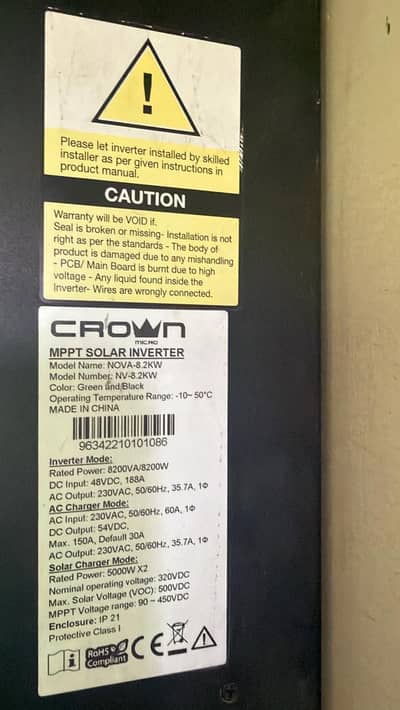 !
Please let inverter installed by skilled
installer as per given instructions in
product manual.
CAUTION
Warranty will be VOID if.
Seal is broken or missing- Installation is not
right as per the standards - The body of
product is damaged due to any mishandling
- PCB/ Main Board is burnt due to high
voltage - Any liquid found inside the
Inverter- Wires are wrongly connected.
CROWN
MICRO
MPPT SOLAR INVERTER
Model Name: NOVA-8.2KW
Model Number: NV-8.2KW
Color: Green and Black
Operating Temperature Range: -10~ 50°C
MADE IN CHINA
96342210101086
Inverter Mode:
Rated Power: 8200VA/8200W
DC Input: 48VDC, 188A
AC Output: 230VAC, 50/60Hz, 35.7A, 1Φ
AC Charger Mode:
AC Input: 230VAC, 50/60Hz, 60A, 1Φ
DC Output: 54VDC,
Max. 150A, Default 30A
AC Output: 230VAC, 50/60Hz, 35.7A, 1Φ
Solar Charger Mode:
Rated Power: 5000W X2
Nominal operating voltage: 320VDC
Max. Solar Voltage (VOC): 500VDC
MPPT Voltage range: 90 ~ 450VDC
Enclosure: IP 21
Protective Class I
RoHS
Compliant
CE